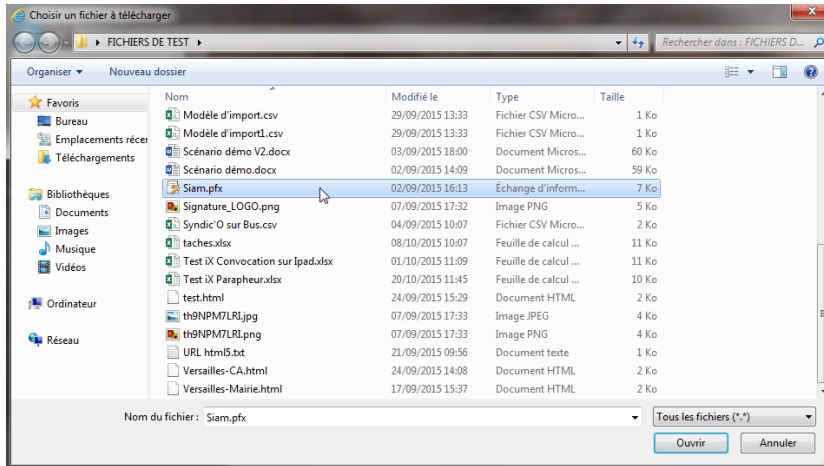 Choisir un fichier à télécharger
FICHIERS DE TEST
Rechercher dans : FICHIERS D...
Organiser
Nouveau dossier
Favoris
Bureau
Emplacements récer
Téléchargements
Bibliothèques
Documents
Images
Musique
Vidéos
Ordinateur
Réseau
Nom Modifié le Type Taille
Modèle d'import.csv 29/09/2015 13:33 Fichier CSV Micro... 1 Ko
Modèle d'import1.csv 29/09/2015 13:33 Fichier CSV Micro... 1 Ko
Scénario démo V2.docx 03/09/2015 18:00 Document Micros... 60 Ko
Scénario démo.docx 02/09/2015 14:09 Document Micros... 59 Ko
Siam.pfx 02/09/2015 16:13 Échange d'inform... 7 Ko
Signature_LOGO.png 07/09/2015 17:32 Image PNG 5 Ko
Syndic'O sur Bus.csv 04/09/2015 10:07 Fichier CSV Micro... 2 Ko
taches.xlsx 08/10/2015 10:07 Feuille de calcul ... 11 Ko
Test iX Convocation sur Ipad.xlsx 01/10/2015 11:09 Feuille de calcul ... 11 Ko
Test iX Parapheur.xlsx 20/10/2015 11:45 Feuille de calcul ... 10 Ko
test.html 24/09/2015 15:29 Document HTML 2 Ko
th9NPM7LRI.jpg 07/09/2015 17:33 Image JPEG 4 Ko
th9NPM7LRI.png 07/09/2015 17:33 Image PNG 4 Ko
URL html5.txt 21/09/2015 09:56 Document texte 1 Ko
Versailles-CA.html 24/09/2015 14:08 Document HTML 2 Ko
Versailles-Mairie.html 17/09/2015 15:37 Document HTML 2 Ko
Nom du fichier : Siam.pfx
Tous les fichiers (*.*)
Ouvrir
Annuler